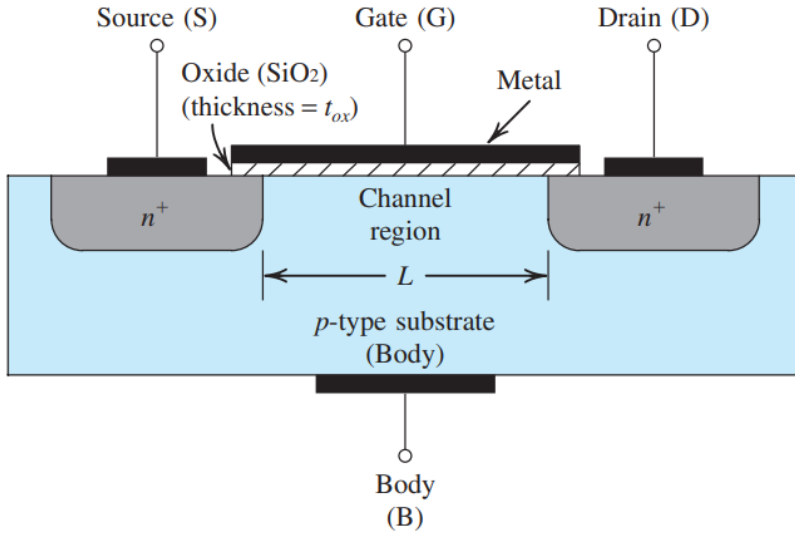 Source (S)
Gate (G)
Drain (D)
Oxide (SiO₂)
(thickness = tₒₓ)
Metal
n⁺
Channel
region
n⁺
L
p-type substrate
(Body)
Body
(B)